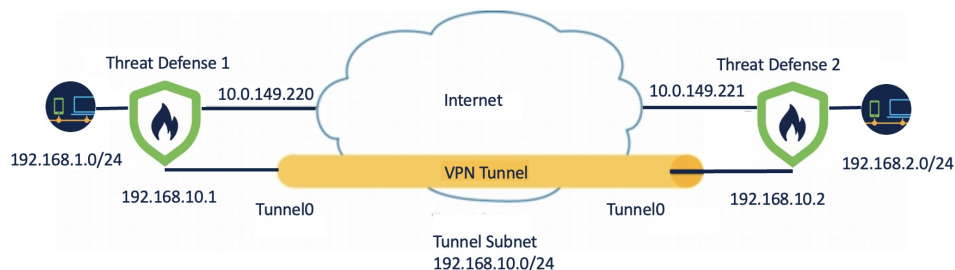 Threat Defense 1
Threat Defense 2
10.0.149.220
Internet
10.0.149.221
192.168.1.0/24
192.168.2.0/24
VPN Tunnel
192.168.10.1
192.168.10.2
Tunnel0
Tunnel0
Tunnel Subnet
192.168.10.0/24